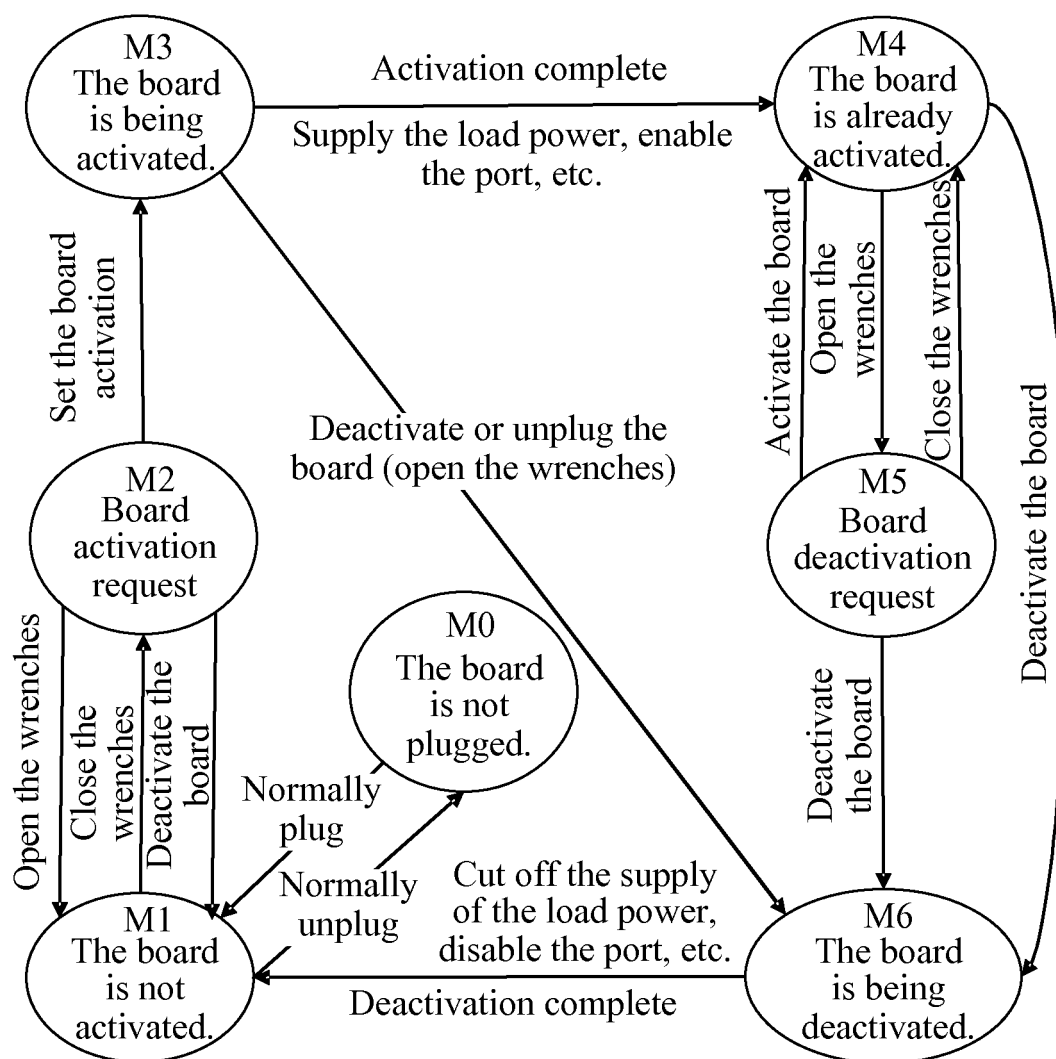 M3
The board
is being
activated.
Activation complete
Supply the load power, enable
the port, etc.
M4
The board
is already
activated.
Set the board
activation
Activate the board
Open the
wrenches
Close the wrenches
Deactivate the board
Deactivate or unplug the
board (open the wrenches)
M2
Board
activation
request
M5
Board
deactivation
request
M0
The board
is not
plugged.
Open the wrenches
Close the
wrenches
Deactivate the
board
Normally
plug
Normally
unplug
Deactivate
the board
Cut off the supply
of the load power,
disable the port, etc.
Deactivation complete
M1
The board
is not
activated.
M6
The board
is being
deactivated.